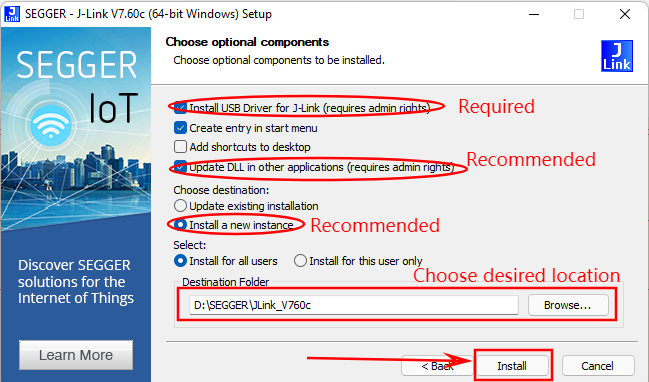 SEGGER - J-Link V7.60c (64-bit Windows) Setup
SEGGER
IoT
Discover SEGGER
solutions for the
Internet of Things
Learn More
Choose optional components
Choose optional components to be installed.
J
Link
Install USB Driver for J-Link (requires admin rights)
Required
Create entry in start menu
Add shortcuts to desktop
Update DLL in other applications (requires admin rights)
Recommended
Choose destination:
Update existing installation
Install a new instance
Recommended
Select:
Install for all users
Install for this user only
Choose desired location
Destination Folder
D:\SEGGER\JLink_V760c
Browse...
< Back
Install
Cancel